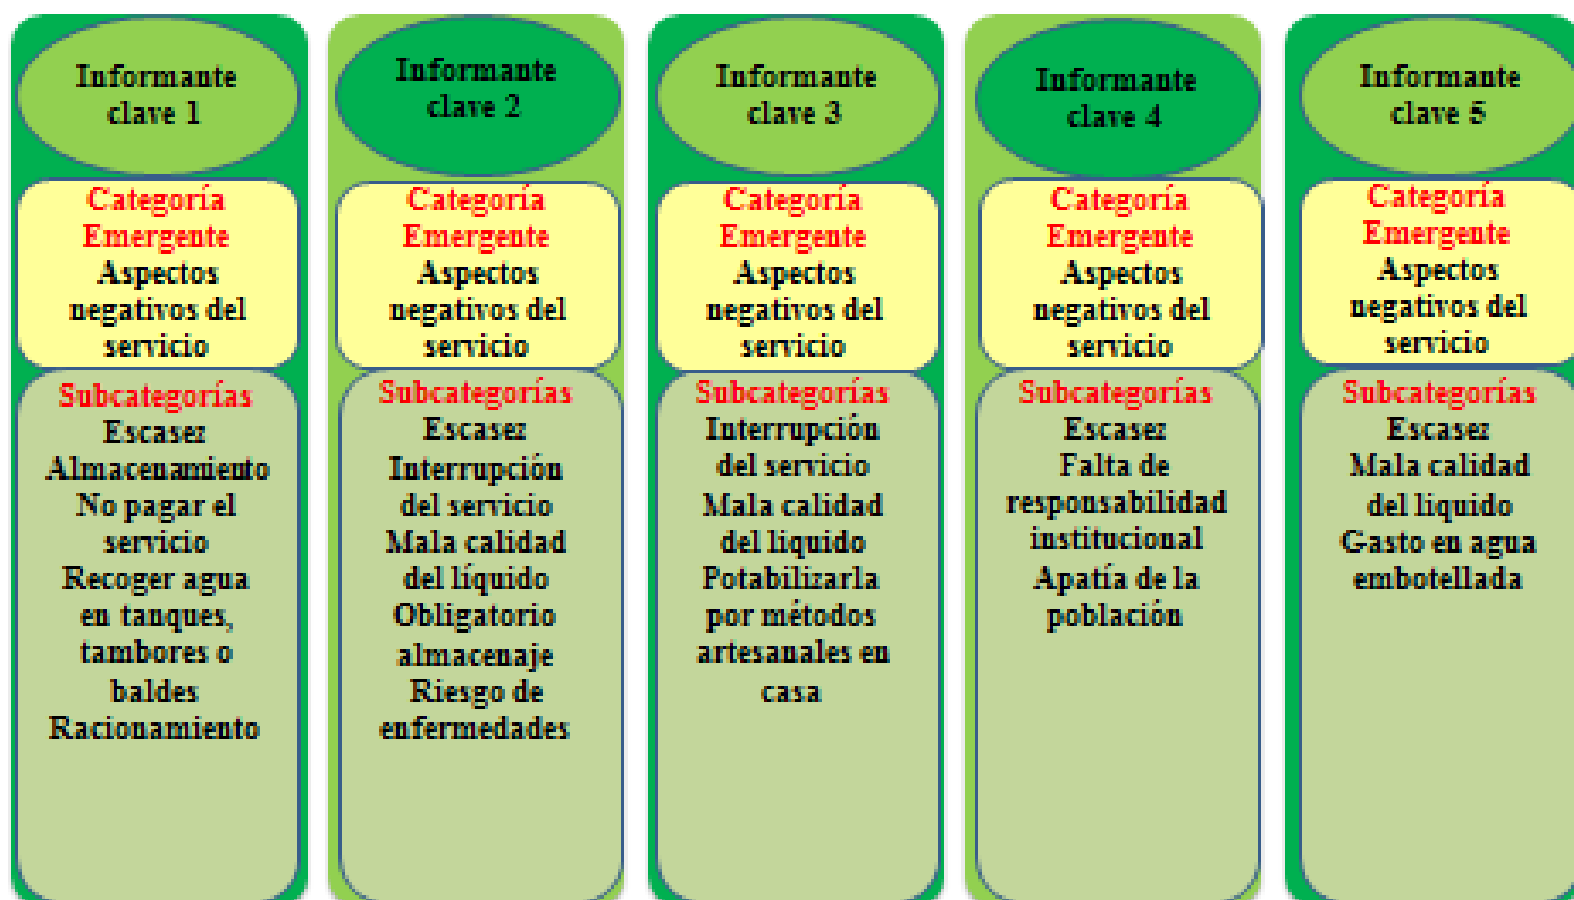 Informante
clave 1
Categoría
Emergente
Aspectos
negativos del
servicio
Subcategorías
Escasez
Almacenamiento
No pagar el
servicio
Recoger agua
en tanques,
tambores o
baldes
Racionamiento
Informante
clave 2
Categoría
Emergente
Aspectos
negativos del
servicio
Subcategorías
Escasez
Interrupción
del servicio
Mala calidad
del líquido
Obligatorio
almacenaje
Riesgo de
enfermedades
Informante
clave 3
Categoría
Emergente
Aspectos
negativos del
servicio
Subcategorías
Interrupción
del servicio
Mala calidad
del liquido
Potabilizarla
por métodos
artesanales en
casa
Informante
clave 4
Categoría
Emergente
Aspectos
negativos del
servicio
Subcategorías
Escasez
Falta de
responsabilidad
institucional
Apatía de la
población
Informante
clave 5
Categoría
Emergente
Aspectos
negativos del
servicio
Subcategorías
Escasez
Mala calidad
del liquido
Gasto en agua
embotellada